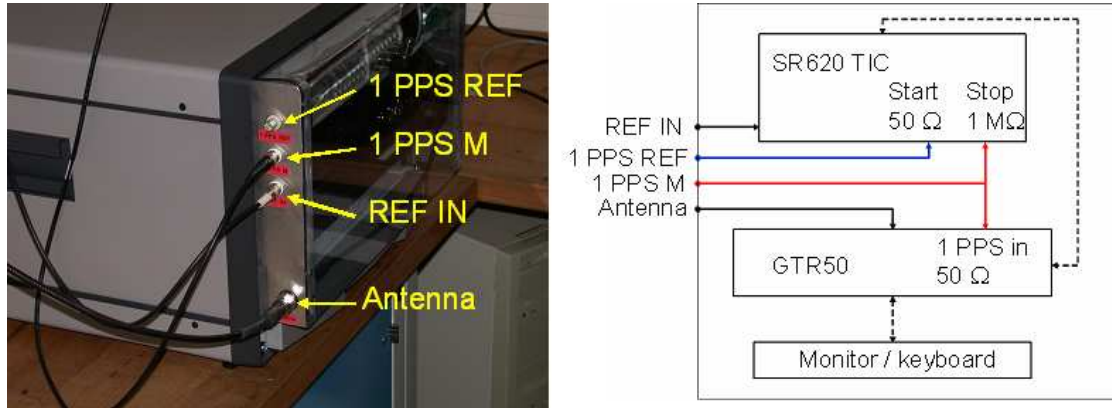 1 PPS REF
1 PPS M
REF IN
Antenna
SR620 TIC
Start Stop
50 Ω 1 MΩ
REF IN
1 PPS REF
1 PPS M
Antenna
1 PPS in
GTR50
50 Ω
Monitor / keyboard